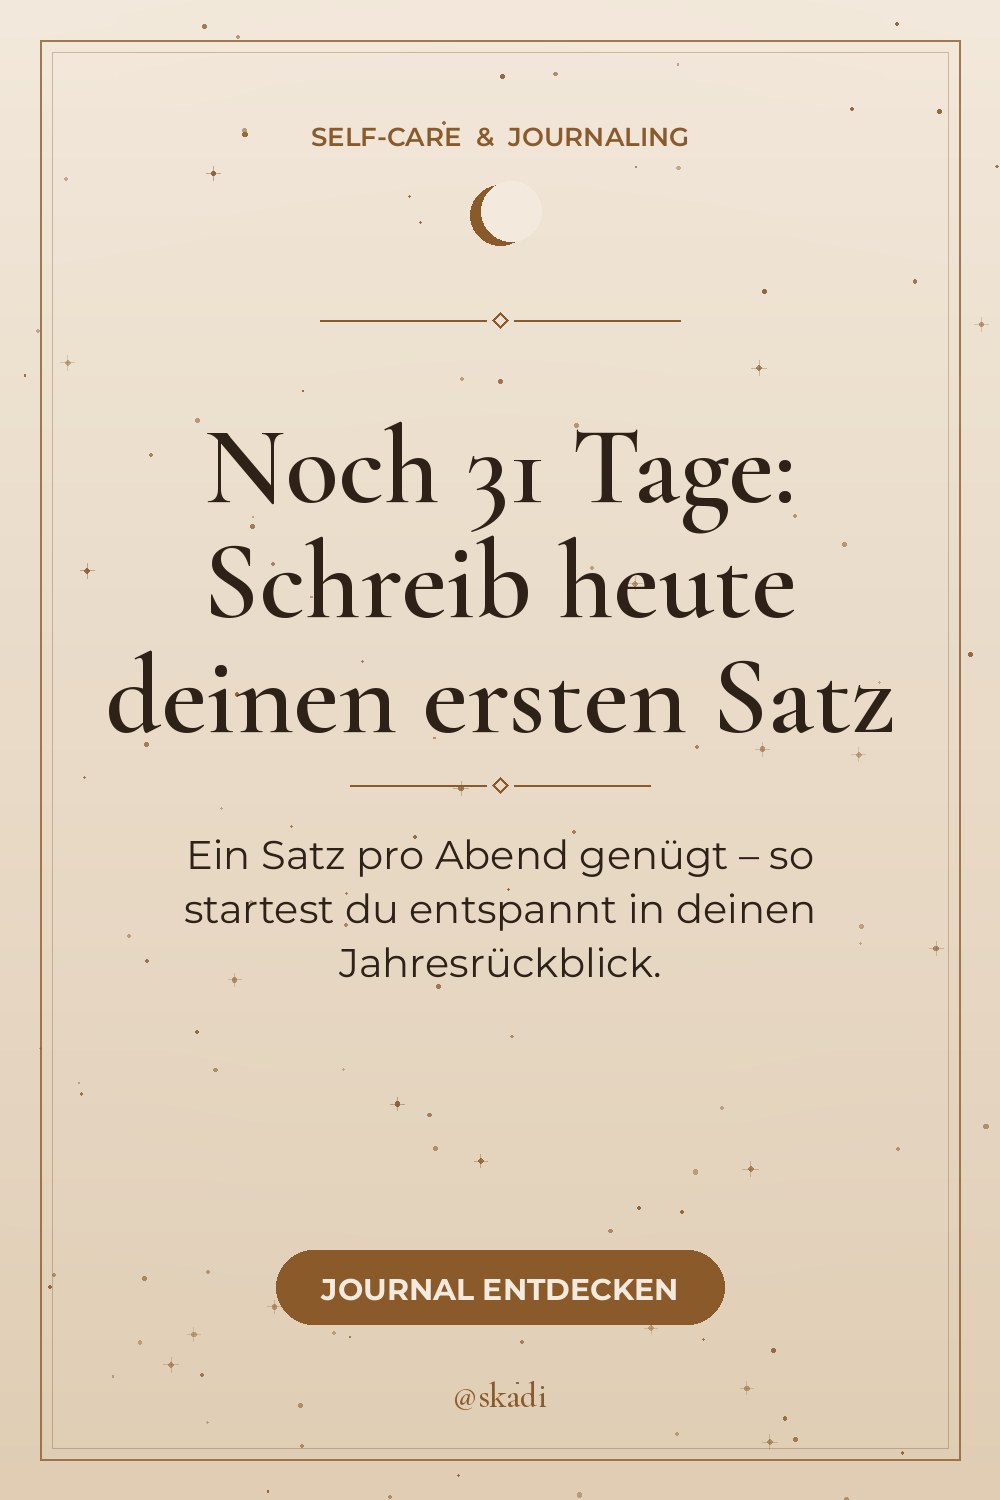 SELF-CARE & JOURNALING
Noch 31 Tage:
Schreib heute
deinen ersten Satz
Ein Satz pro Abend genügt – so
startest du entspannt in deinen
Jahresrückblick.
JOURNAL ENTDECKEN
@skadi